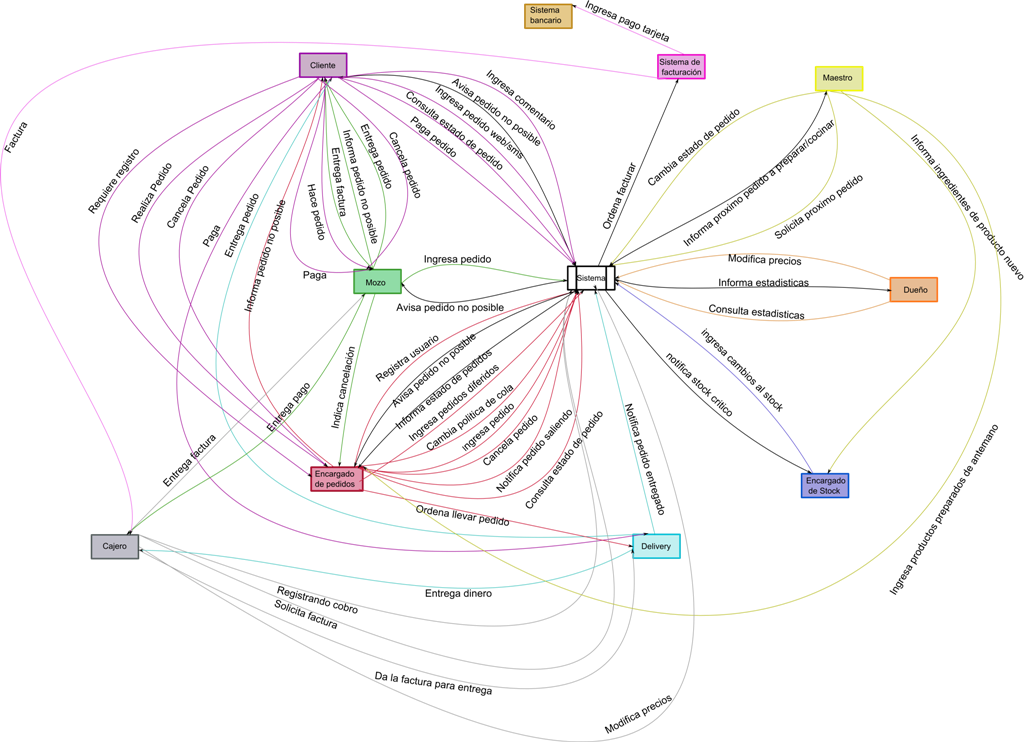 Sistema
bancario
Ingresa pago tarjeta
Sistema de
facturación
Cliente
Maestro
Factura
Ingresa comentario
Avisa pedido no posible
Ingresa pedido web/sms
Consulta estado de pedido
Paga pedido
Cambia estado de pedido
Informa proximo pedido a preparar/cocinar
Solicita proximo pedido
Informa ingredientes de producto nuevo
Ordena facturar
Requiere registro
Realiza Pedido
Cancela Pedido
Paga
Entrega pedido
Informa pedido no posible
Hace pedido
Entrega factura
Informa pedido no posible
Entrega pedido
Cancela pedido
Paga
Mozo
Ingresa pedido
Avisa pedido no posible
Sistema
Modifica precios
Informa estadisticas
Consulta estadisticas
Dueño
ingresa cambios al stock
notifica stock critico
Registra usuario
Avisa pedido no posible
Informa estado de pedidos
Ingresa pedidos diferidos
Cambia política de cola
ingresa pedido
Cancela pedido
Notifica pedido saliendo
Consulta estado de pedido
Indica cancelación
Entrega pago
Entrega factura
Notifica pedido entregado
Encargado
de pedidos
Encargado
de Stock
Ordena llevar pedido
Ingresa productos preparados de antemano
Cajero
Delivery
Entrega dinero
Registrando cobro
Solicita factura
Da la factura para entrega
Modifica precios